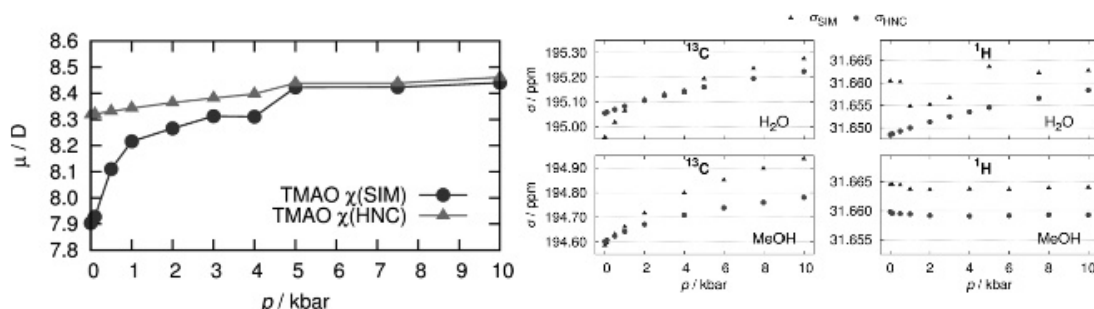 8.6
8.5
8.4
8.3
8.2
8.1
8.0
7.9
7.8
μ / D
TMAO χ(SIM)
TMAO χ(HNC)
0 1 2 3 4 5 6 7 8 9 10
p / kbar
σSIM σHNC
13C
195.30
195.20
195.10
195.00
σ / ppm
H2O
1H
31.665
31.660
31.655
31.650
H2O
13C
194.90
194.80
194.70
194.60
σ / ppm
MeOH
0 2 4 6 8 10
p / kbar
1H
31.665
31.660
31.655
MeOH
0 2 4 6 8 10
p / kbar